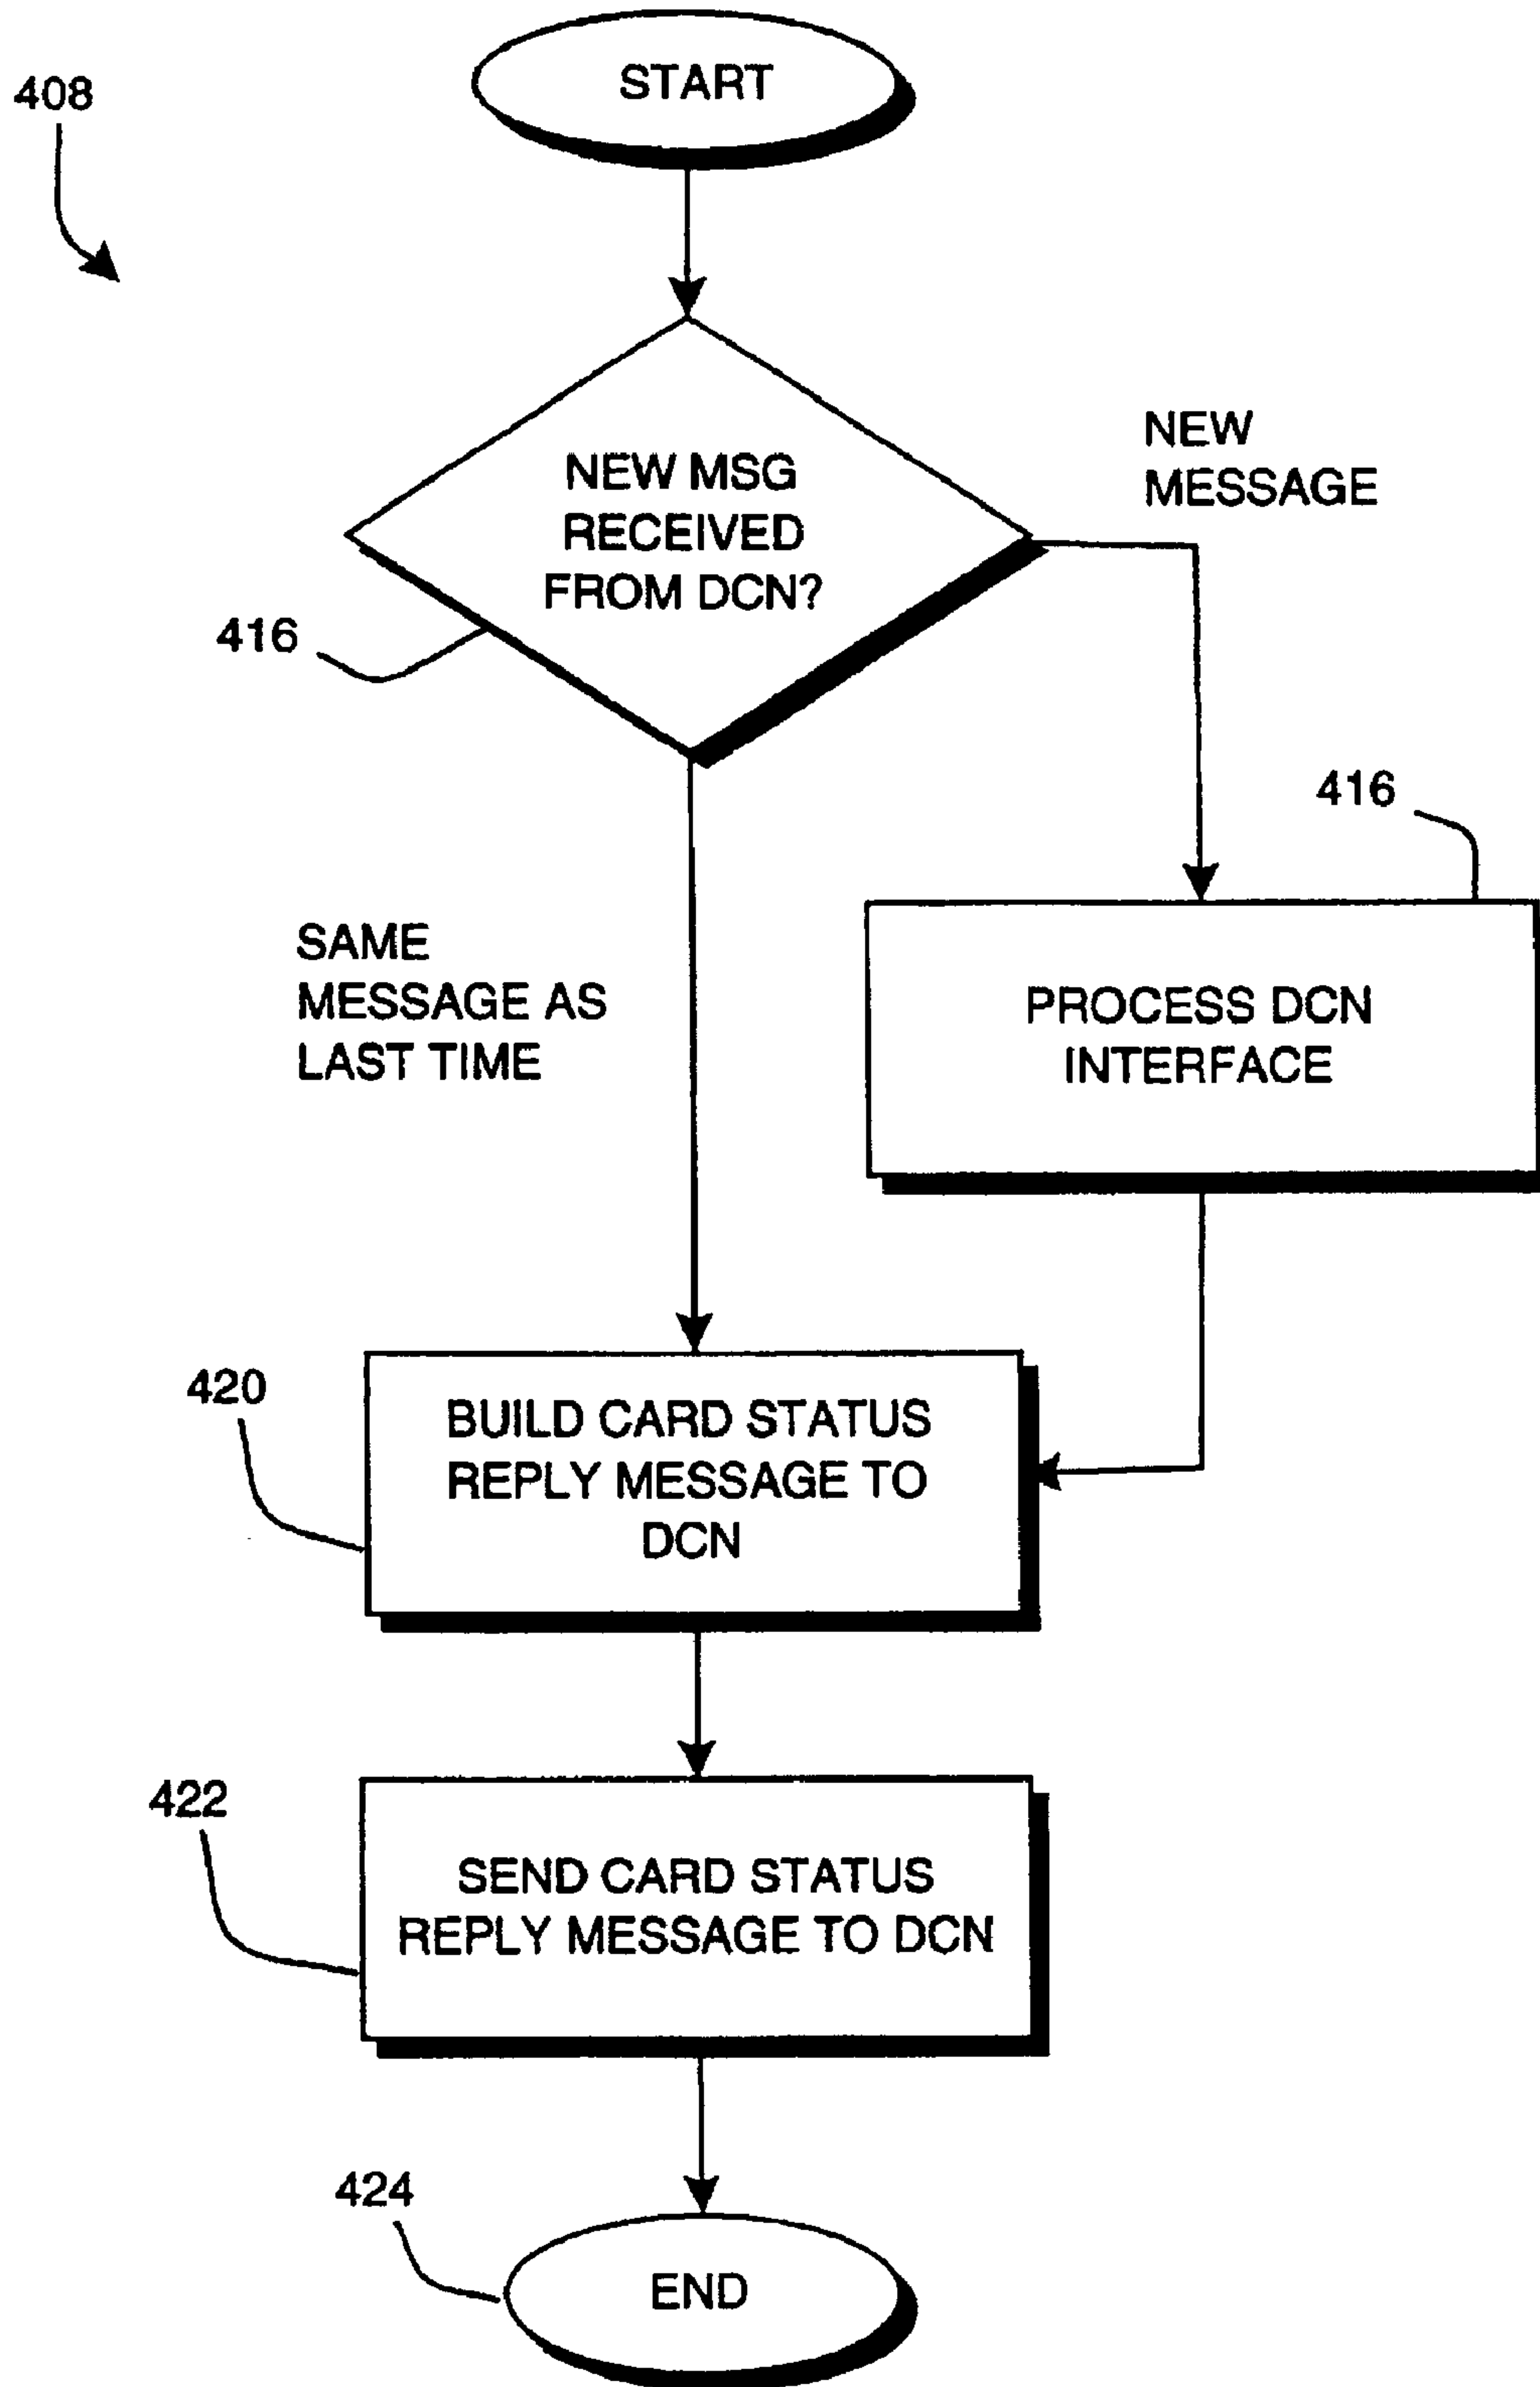 408
START
NEW MSG
RECEIVED
FROM DCN?
416
NEW
MESSAGE
416
SAME
MESSAGE AS
LAST TIME
PROCESS DCN
INTERFACE
420
BUILD CARD STATUS
REPLY MESSAGE TO
DCN
422
SEND CARD STATUS
REPLY MESSAGE TO DCN
424
END